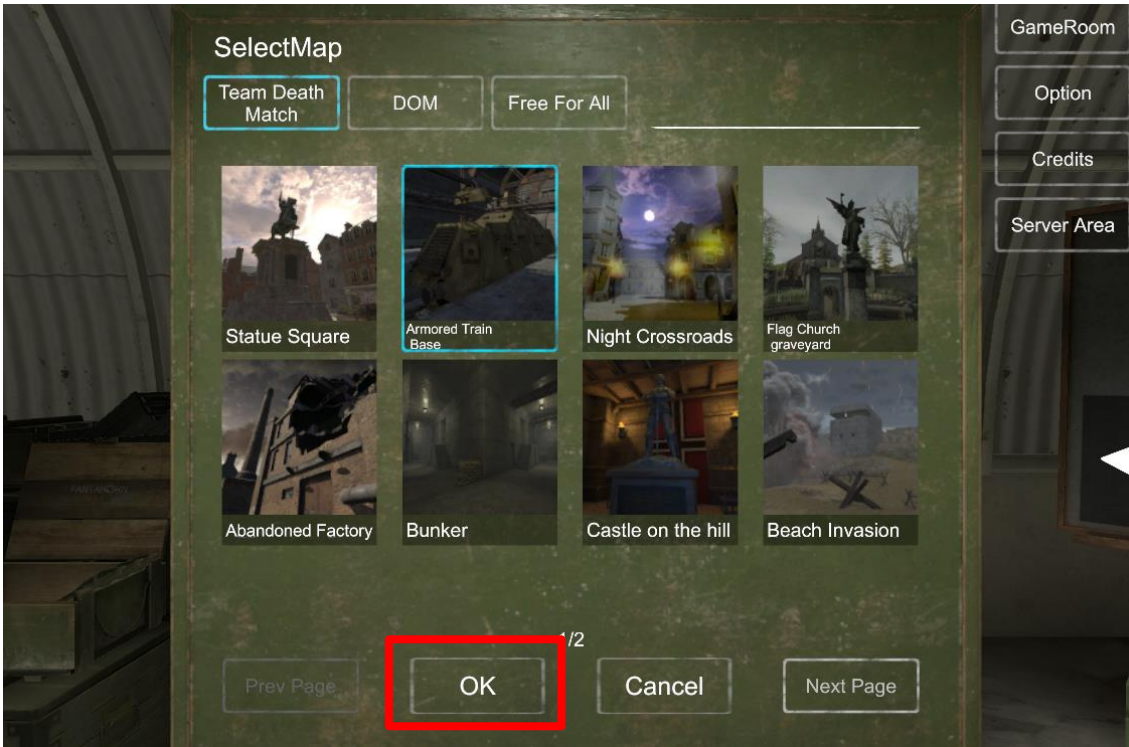 SelectMap
Team Death
Match
DOM
Free For All
Statue Square
Armored Train
Base
Night Crossroads
Flag Church
graveyard
Abandoned Factory
Bunker
Castle on the hill
Beach Invasion
1/2
Prev Page
OK
Cancel
Next Page
GameRoom
Option
Credits
Server Area